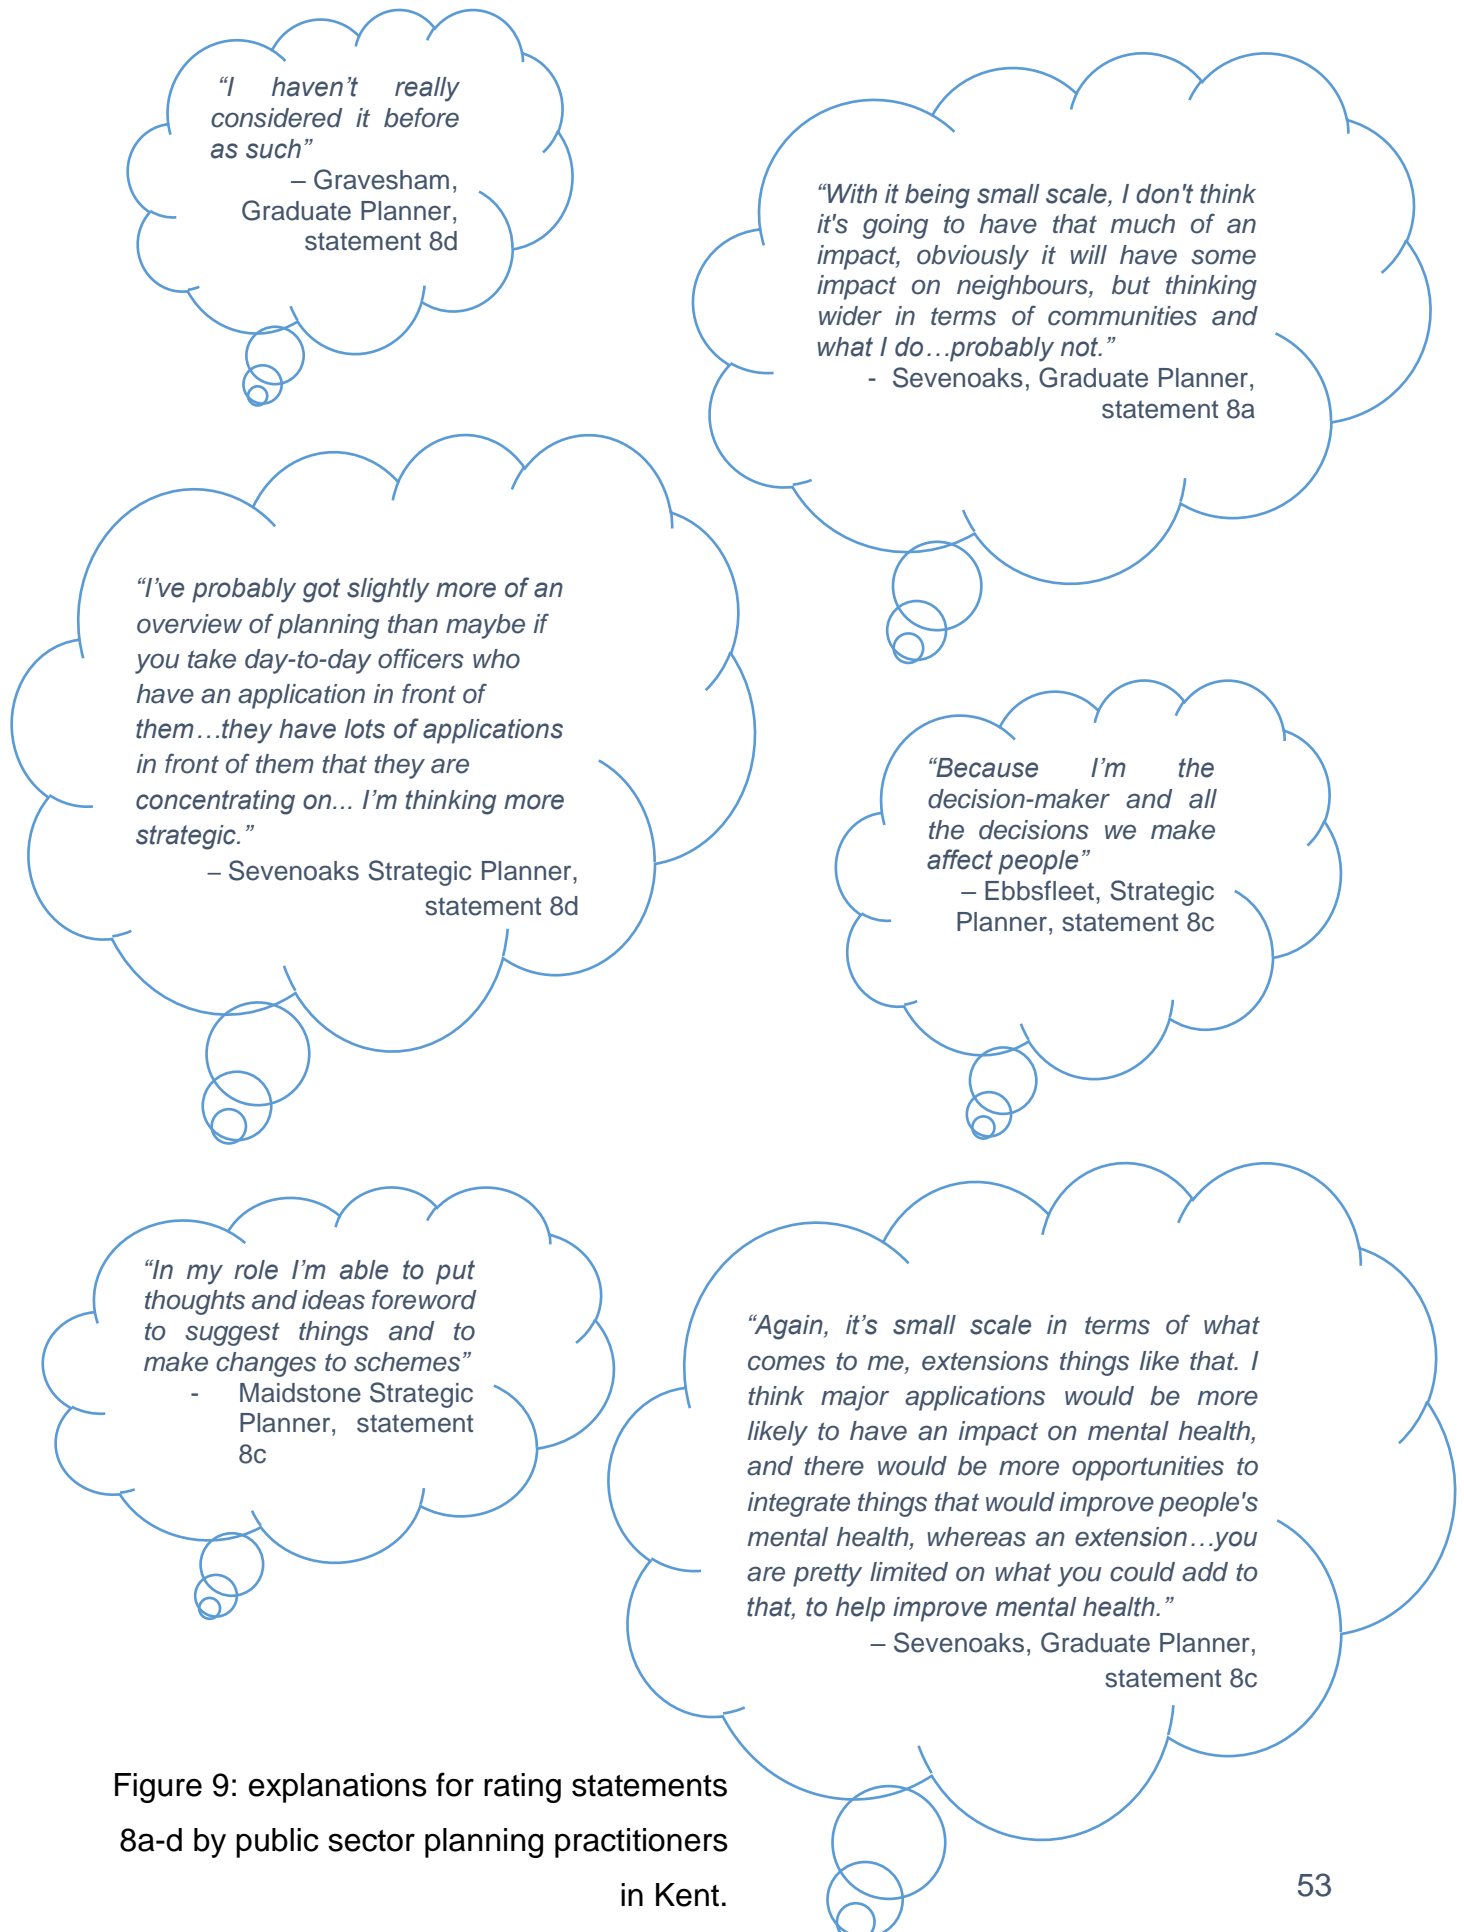 “I haven’t really
considered it before
as such”
– Gravesham,
Graduate Planner,
statement 8d
“With it being small scale, I don't think
it's going to have that much of an
impact, obviously it will have some
impact on neighbours, but thinking
wider in terms of communities and
what I do…probably not.”
- Sevenoaks, Graduate Planner,
statement 8a
“I’ve probably got slightly more of an
overview of planning than maybe if
you take day-to-day officers who
have an application in front of
them…they have lots of applications
in front of them that they are
concentrating on... I’m thinking more
strategic.”
– Sevenoaks Strategic Planner,
statement 8d
“Because I’m the
decision-maker and all
the decisions we make
affect people”
– Ebbsfleet, Strategic
Planner, statement 8c
“In my role I’m able to put
thoughts and ideas foreword
to suggest things and to
make changes to schemes”
- Maidstone Strategic
Planner, statement
8c
“Again, it’s small scale in terms of what
comes to me, extensions things like that. I
think major applications would be more
likely to have an impact on mental health,
and there would be more opportunities to
integrate things that would improve people's
mental health, whereas an extension…you
are pretty limited on what you could add to
that, to help improve mental health.”
– Sevenoaks, Graduate Planner,
statement 8c
Figure 9: explanations for rating statements
8a-d by public sector planning practitioners
in Kent.
53